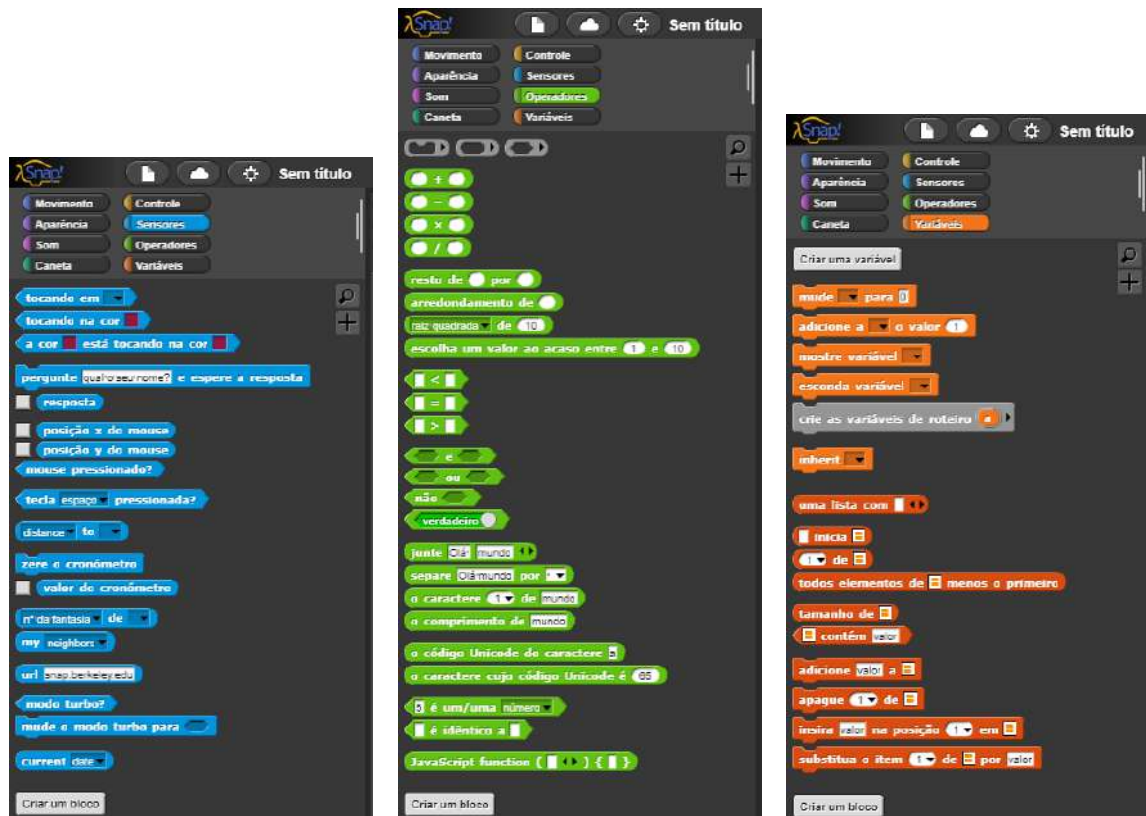 λSnap!
Sem título
Movimento Controle
Aparência Sensores
Som Operadores
Caneta Variáveis
tocando em
tocando na cor
a cor está tocando na cor
pergunte qual o seu nome? e espere a resposta
resposta
posição x do mouse
posição y do mouse
mouse pressionado?
tecla espaço pressionada?
distance to
zere o cronômetro
valor do cronômetro
nº da fantasia de
my neighbors
url snap.berkeley.edu
modo turbo?
mude o modo turbo para
current date
Criar um bloco
λSnap!
Sem título
Movimento Controle
Aparência Sensores
Som Operadores
Caneta Variáveis
+
−
×
/
resto de por
arredondamento de
raiz quadrada de 10
escolha um valor ao acaso entre 1 e 10
<
=
>
e
ou
não
verdadeiro
junte Olá mundo
separe Olá mundo por
o caractere 1 de mundo
o comprimento de mundo
o código Unicode do caractere a
o caractere cujo código Unicode é 65
5 é um/uma número
é idêntico a
JavaScript function ( ) { }
Criar um bloco
λSnap!
Sem título
Movimento Controle
Aparência Sensores
Som Operadores
Caneta Variáveis
Criar uma variável
mude para 0
adicione a o valor 1
mostre variável
esconda variável
crie as variáveis de roteiro a
inherit
uma lista com
inicia
1 de
todos elementos de menos o primeiro
tamanho de
contém valor
adicione valor a
apague 1 de
insira valor na posição 1 em
substitua o item 1 de por valor
Criar um bloco